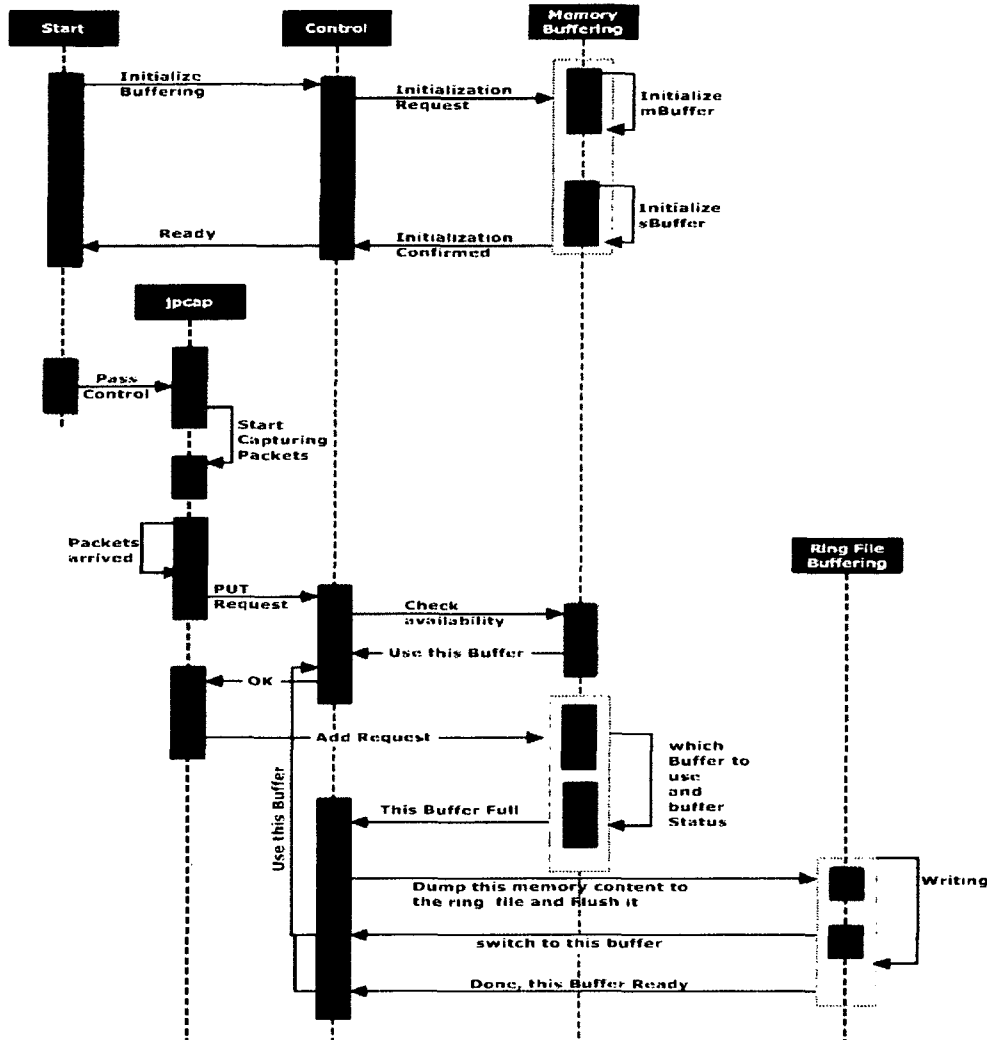 Start
Control
Memory
Buffering
Initialize
Buffering
Initialization
Request
Initialize
mBuffer
Initialize
sBuffer
Ready
Initialization
Confirmed
jpcap
Pass
Control
Start
Capturing
Packets
Packets
arrived
Ring File
Buffering
PUT
Request
Check
availability
Use this Buffer
OK
Add Request
which
Buffer to
use
and
buffer
Status
Use this Buffer
This Buffer Full
Writing
Dump this memory content to
the ring file and Flush it
switch to this buffer
Done, this Buffer Ready